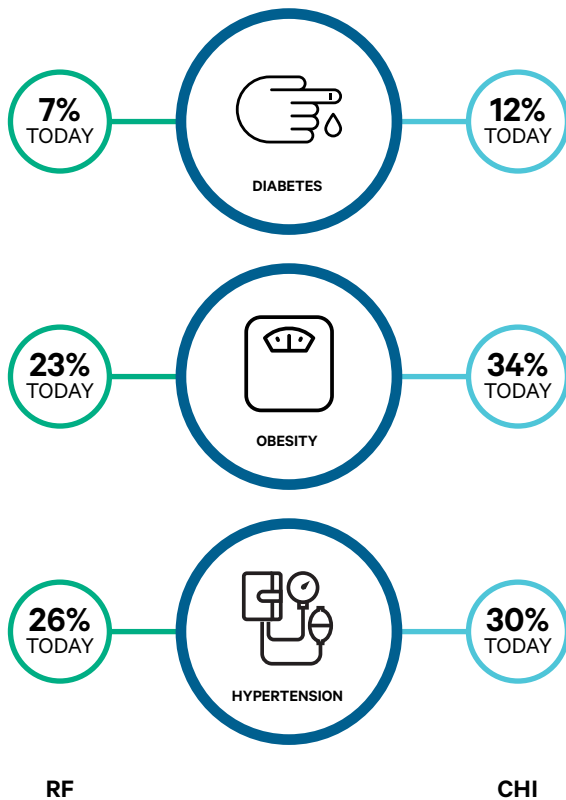 7%
TODAY
DIABETES
12%
TODAY
23%
TODAY
OBESITY
34%
TODAY
26%
TODAY
HYPERTENSION
30%
TODAY
RF
CHI